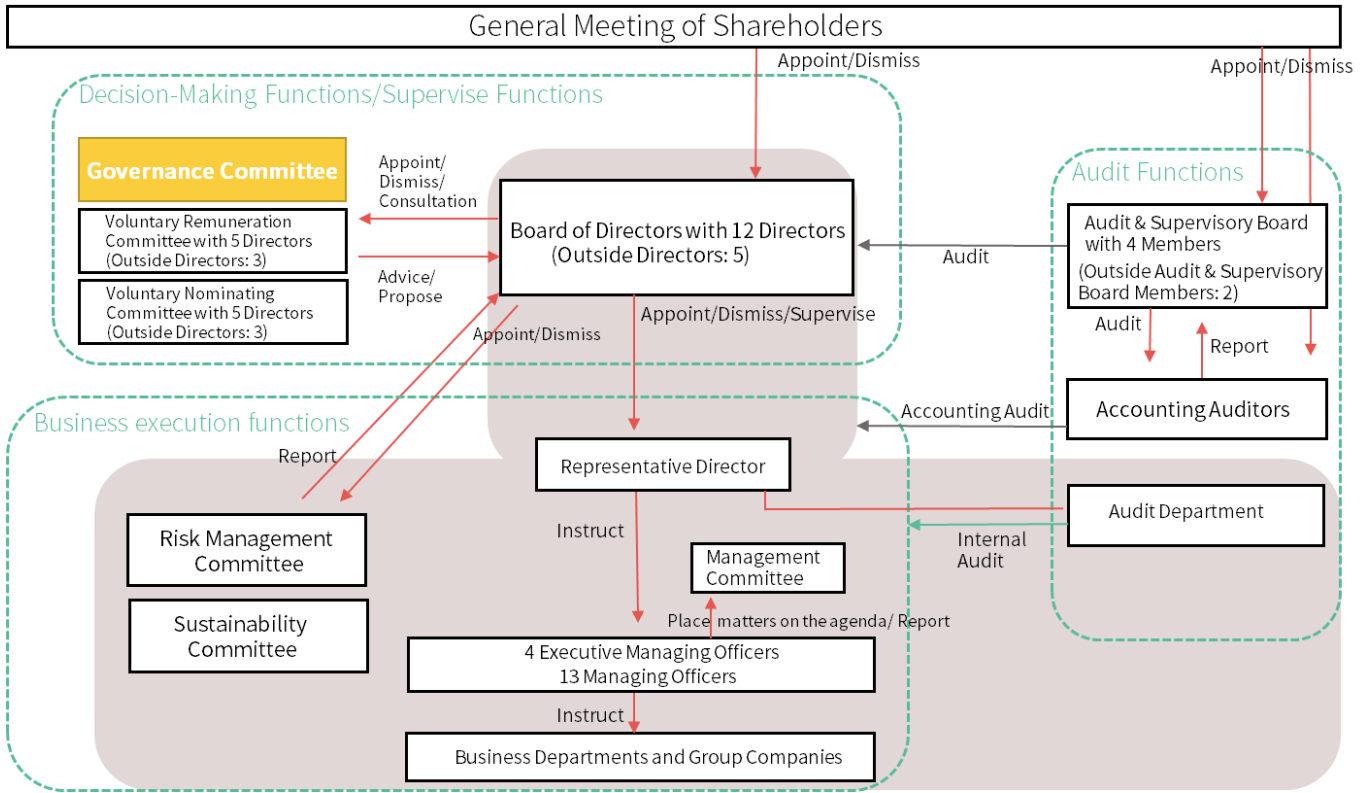 General Meeting of Shareholders
Appoint/Dismiss
Appoint/Dismiss
Decision-Making Functions/Supervise Functions
Governance Committee
Voluntary Remuneration
Committee with 5 Directors
(Outside Directors: 3)
Voluntary Nominating
Committee with 5 Directors
(Outside Directors: 3)
Appoint/
Dismiss/
Consultation
Advice/
Propose
Board of Directors with 12 Directors
(Outside Directors: 5)
Appoint/Dismiss
Appoint/Dismiss/Supervise
Audit
Audit Functions
Audit & Supervisory Board
with 4 Members
(Outside Audit & Supervisory
Board Members: 2)
Audit
Report
Accounting Auditors
Accounting Audit
Business execution functions
Report
Representative Director
Audit Department
Internal
Audit
Instruct
Risk Management
Committee
Sustainability
Committee
Management
Committee
Place matters on the agenda/ Report
4 Executive Managing Officers
13 Managing Officers
Instruct
Business Departments and Group Companies